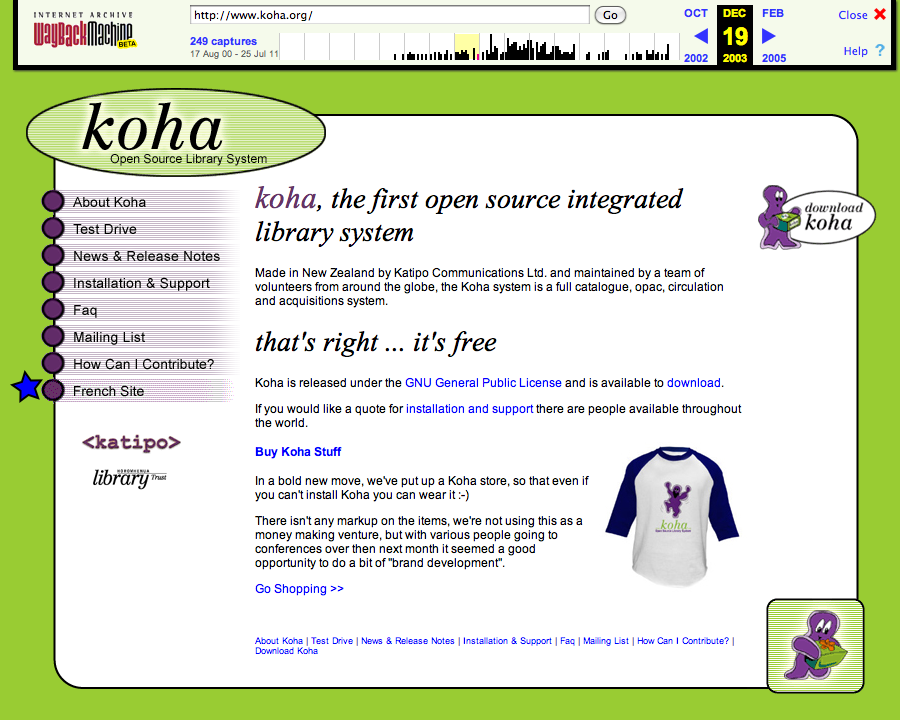 INTERNET ARCHIVE
WayBackMachine
BETA
http://www.koha.org/
Go
249 captures
17 Aug 00 - 25 Jul 11
OCT DEC FEB
19
2002 2003 2005
Close
Help ?
koha
Open Source Library System
About Koha
Test Drive
News & Release Notes
Installation & Support
Faq
Mailing List
How Can I Contribute?
French Site
<katipo>
HOROWHENUA
library Trust
koha, the first open source integrated
library system
Made in New Zealand by Katipo Communications Ltd. and maintained by a team of
volunteers from around the globe, the Koha system is a full catalogue, opac, circulation
and acquisitions system.
that's right ... it's free
Koha is released under the GNU General Public License and is available to download.
If you would like a quote for installation and support there are people available throughout
the world.
Buy Koha Stuff
In a bold new move, we've put up a Koha store, so that even if
you can't install Koha you can wear it :-)
There isn't any markup on the items, we're not using this as a
money making venture, but with various people going to
conferences over then next month it seemed a good
opportunity to do a bit of "brand development".
Go Shopping >>
koha
Open Source Library System
download
koha
About Koha | Test Drive | News & Release Notes | Installation & Support | Faq | Mailing List | How Can I Contribute? |
Download Koha